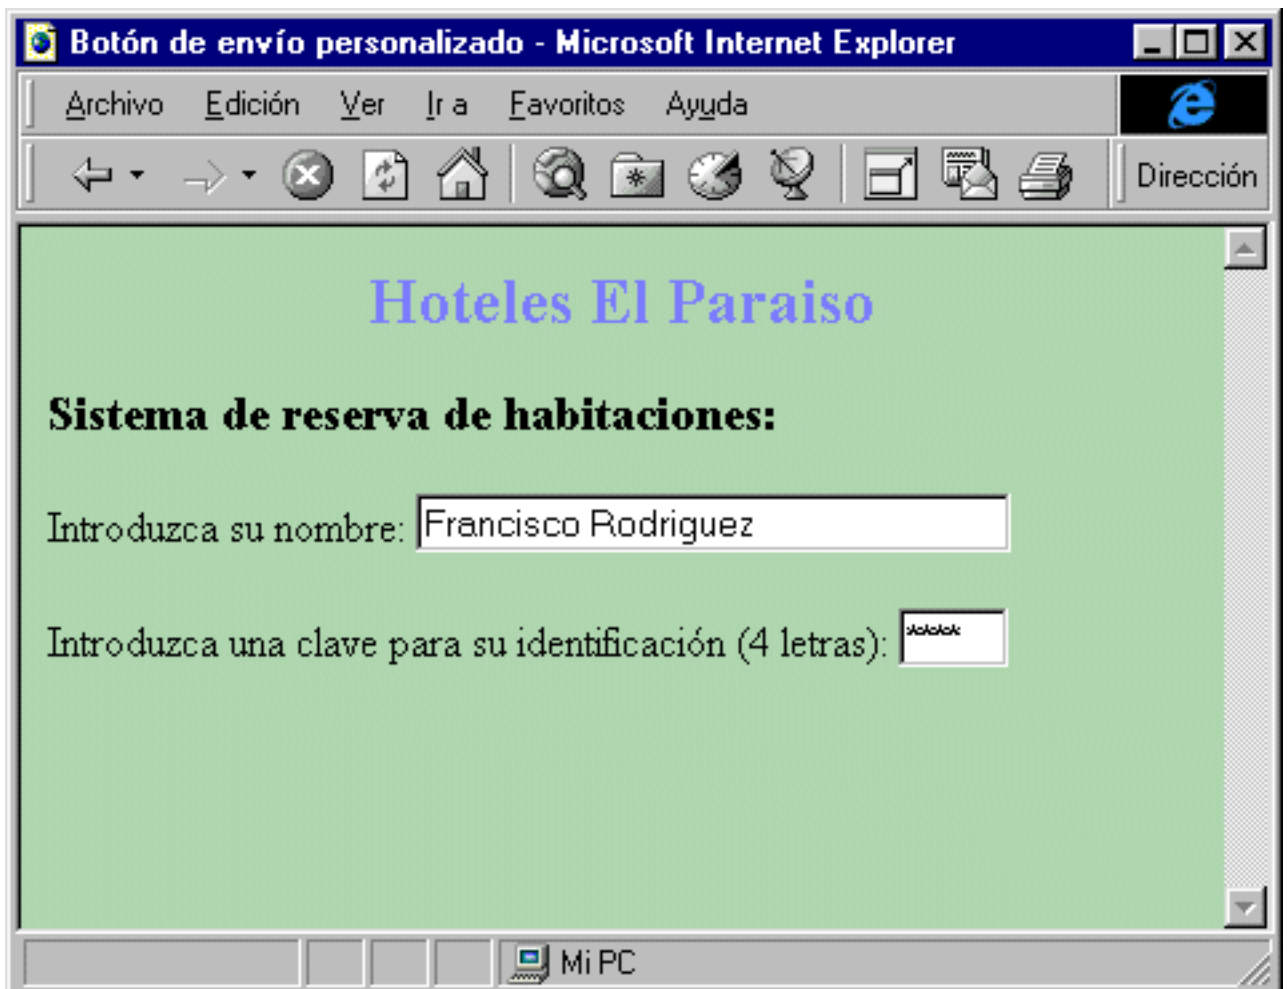 Botón de envío personalizado - Microsoft Internet Explorer
Archivo Edición Ver Ir a Favoritos Ayuda
Dirección
Hoteles El Paraiso
Sistema de reserva de habitaciones:
Introduzca su nombre: Francisco Rodriguez
Introduzca una clave para su identificación (4 letras): ****
Mi PC